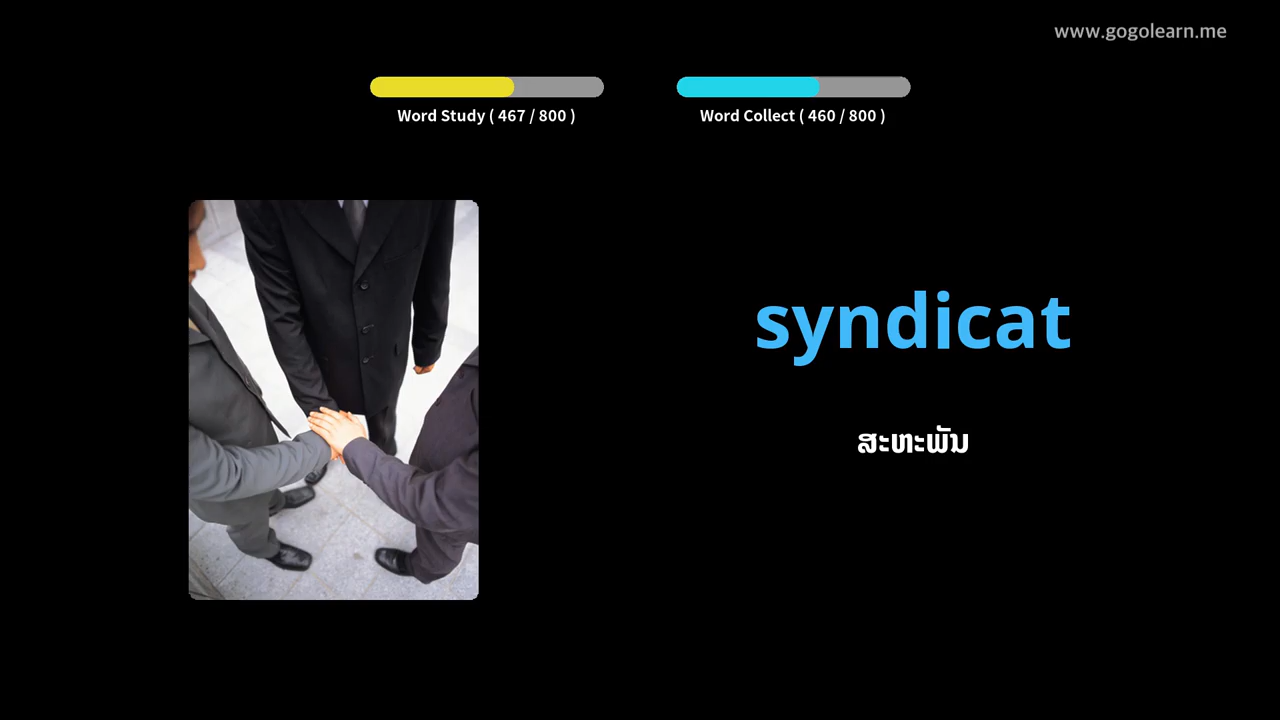 www.gogolearn.me
Word Study ( 467 / 800 )
Word Collect ( 460 / 800 )
syndicat
ສະຫະພັນ